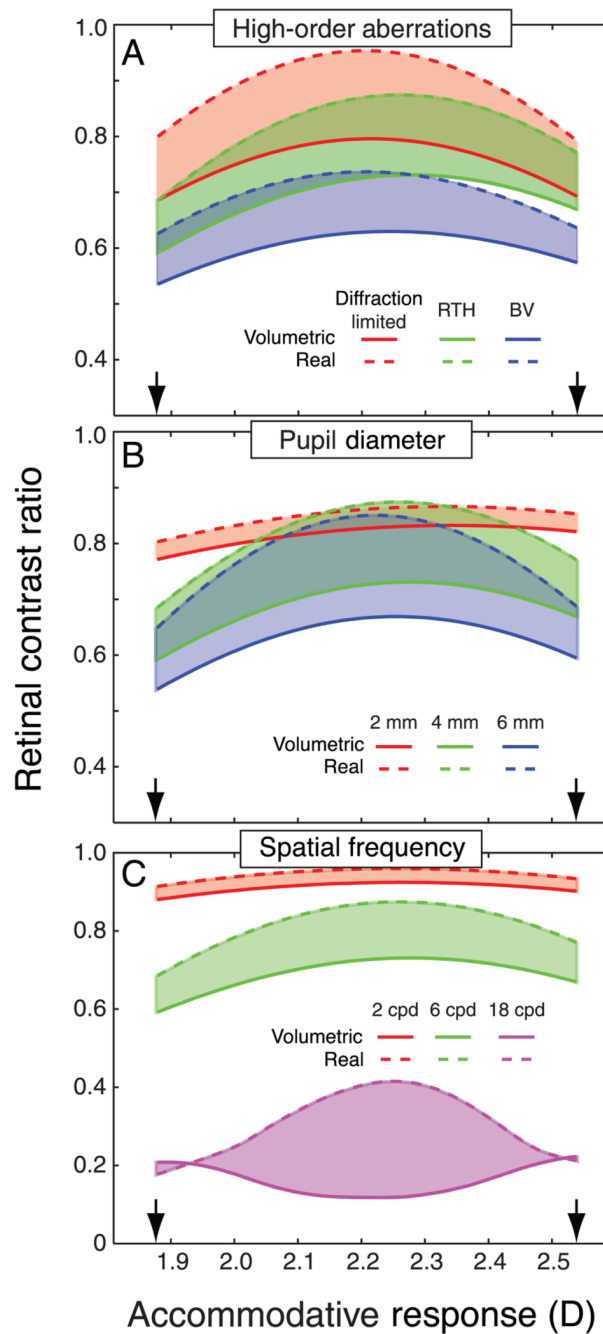 High-order aberrations
A
1.0
0.8
0.6
0.4
Diffraction limited RTH BV
Volumetric
Real
Pupil diameter
B
1.0
0.8
0.6
0.4
2 mm 4 mm 6 mm
Volumetric
Real
Spatial frequency
C
1.0
0.8
0.6
0.4
0.2
0
2 cpd 6 cpd 18 cpd
Volumetric
Real
1.9 2.0 2.1 2.2 2.3 2.4 2.5
Retinal contrast ratio
Accommodative response (D)